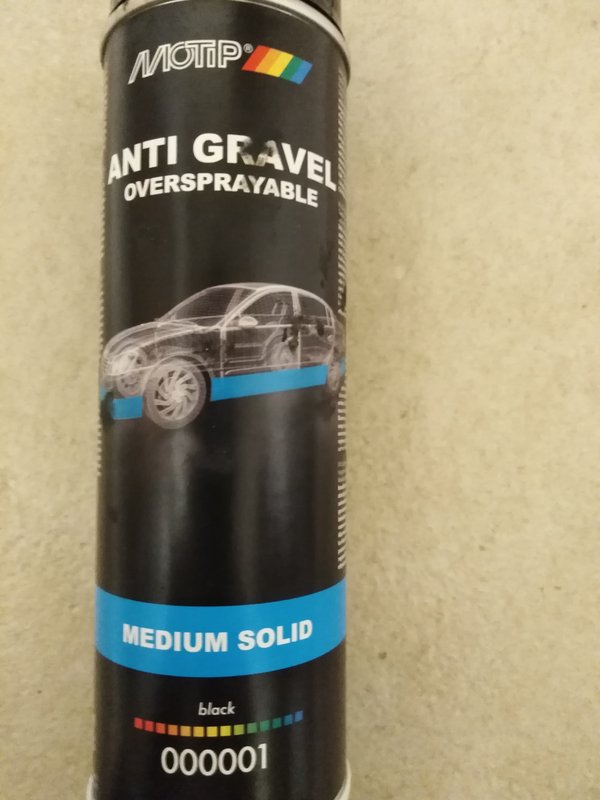 MOTIP®
ANTI GRAVEL
OVERSPRAYABLE
MEDIUM SOLID
black
000001